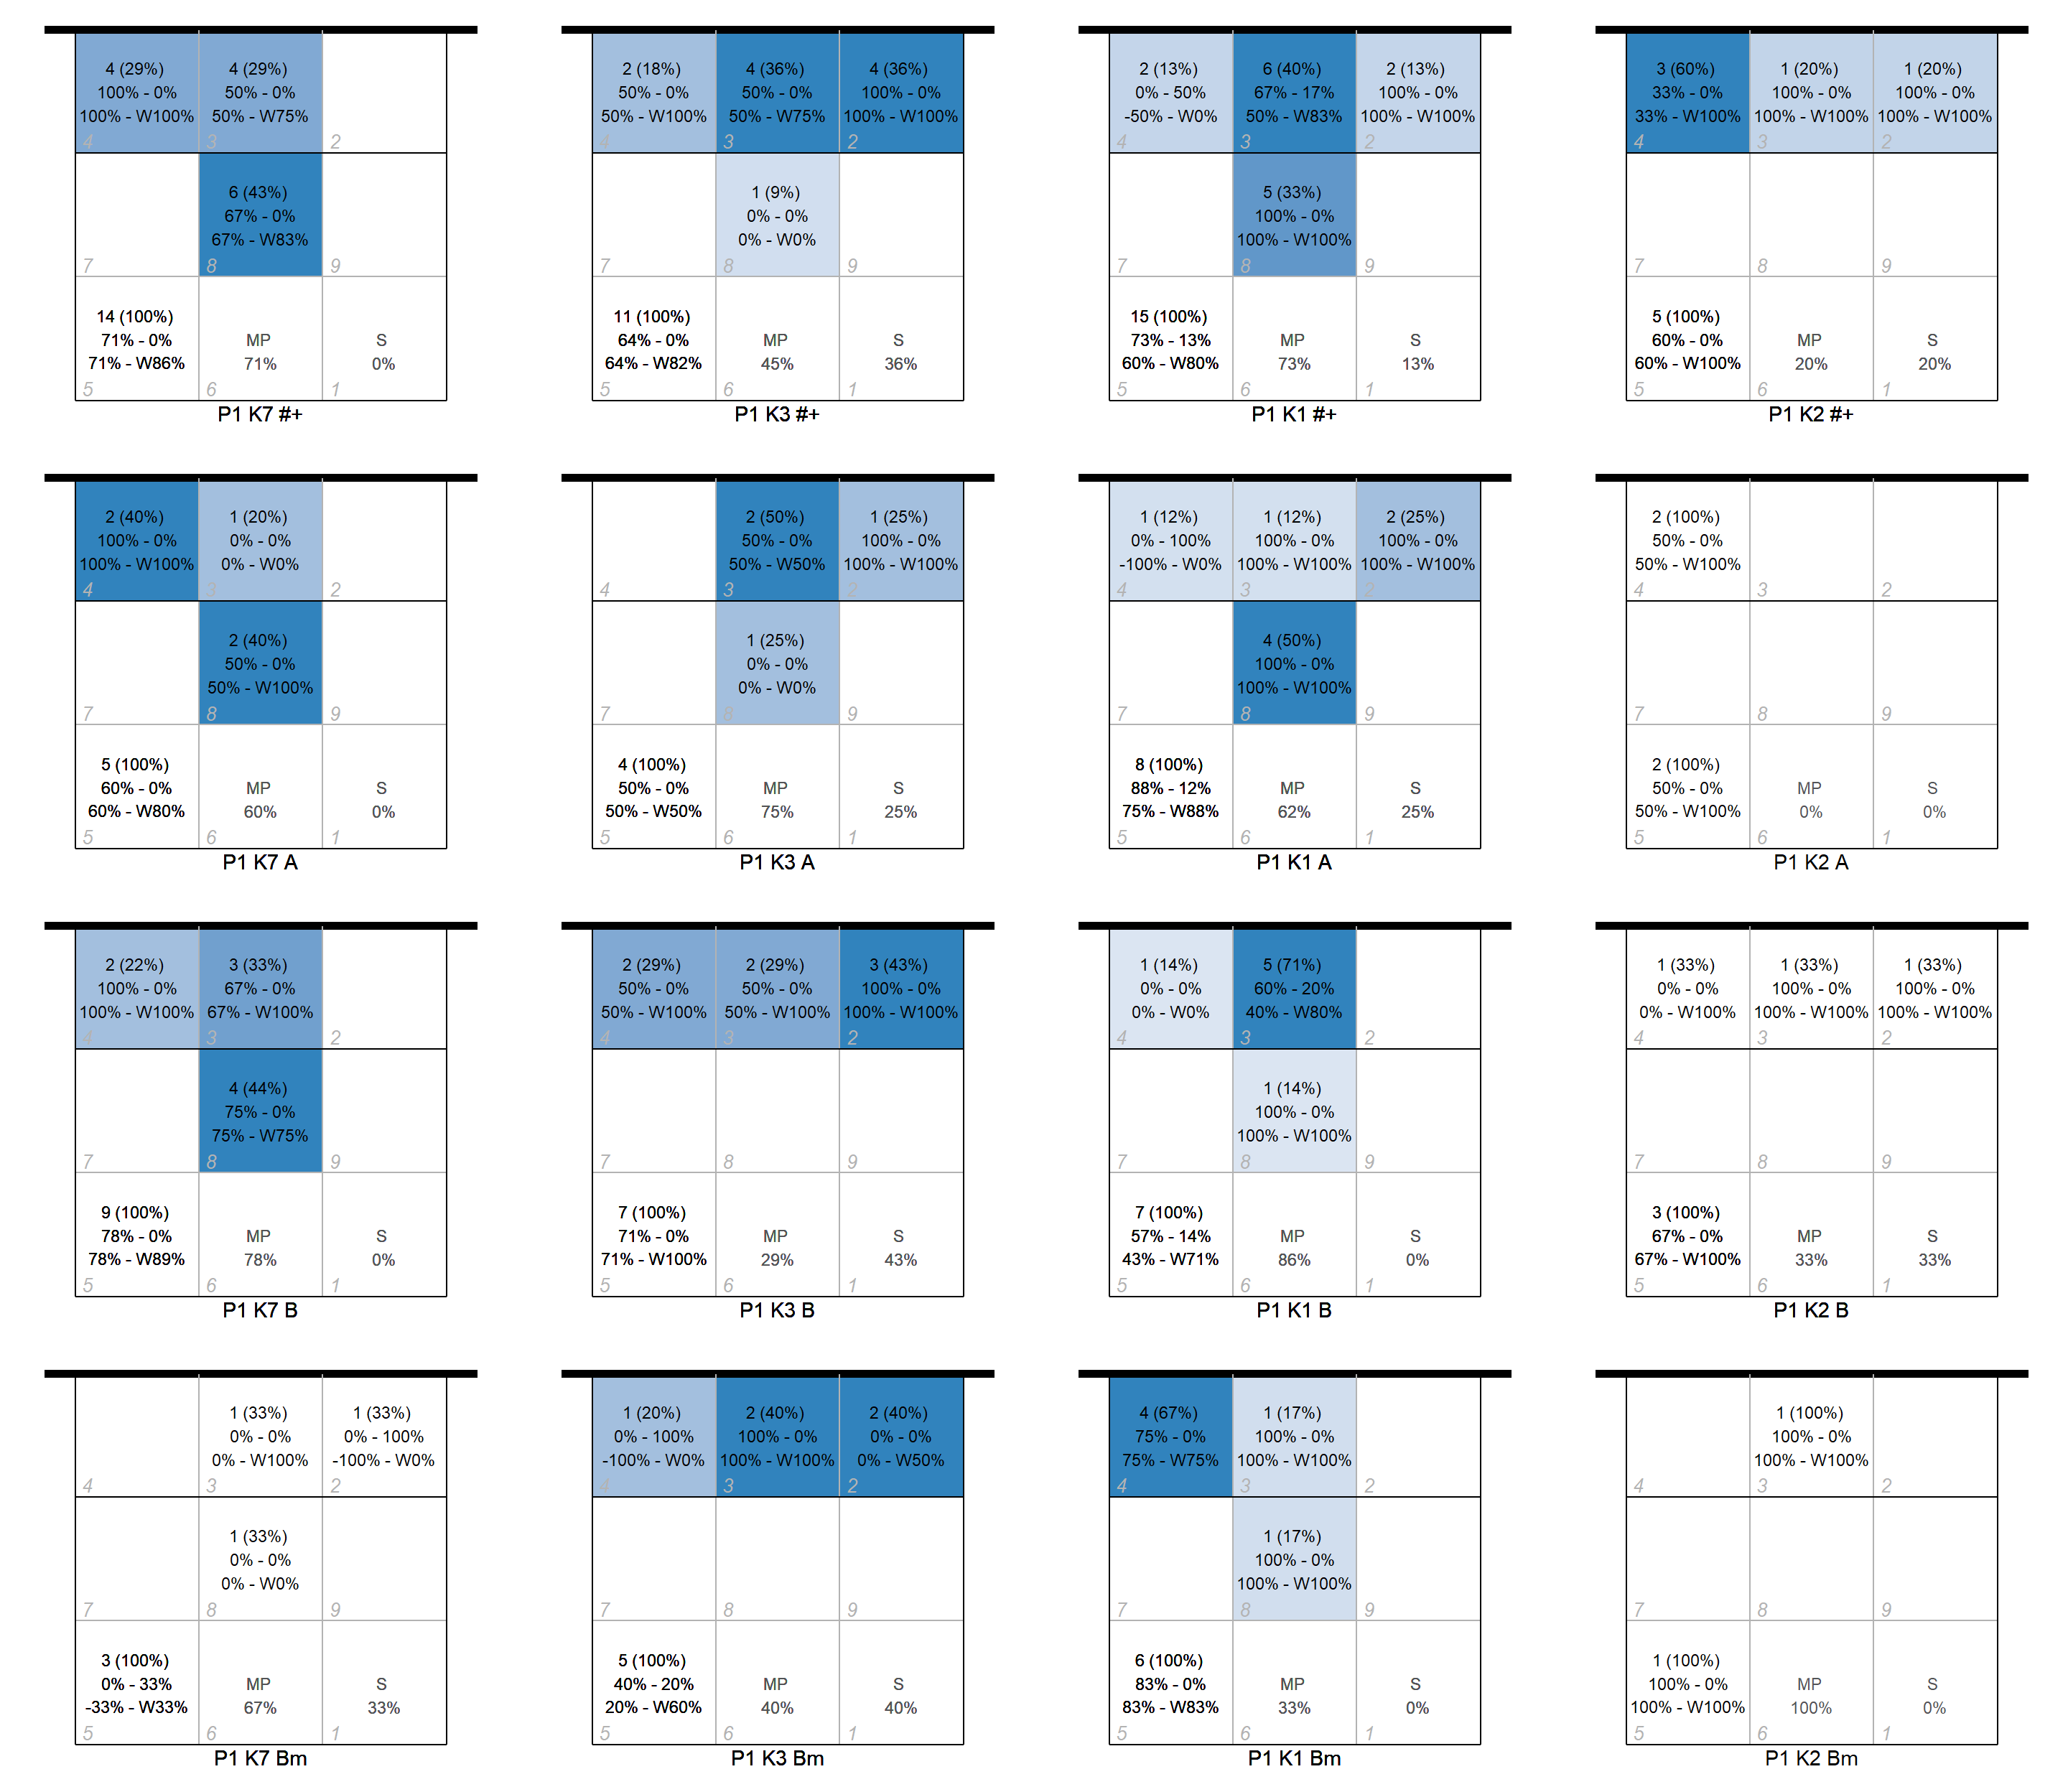 4 (29%)
100% - 0%
100% - W100%
4
4 (29%)
50% - 0%
50% - W75%
3
2
7
6 (43%)
67% - 0%
67% - W83%
8
9
14 (100%)
71% - 0%
71% - W86%
5
MP
71%
6
S
0%
1
P1 K7 #+
2 (18%)
50% - 0%
50% - W100%
4
4 (36%)
50% - 0%
50% - W75%
3
4 (36%)
100% - 0%
100% - W100%
2
7
1 (9%)
0% - 0%
0% - W0%
8
9
11 (100%)
64% - 0%
64% - W82%
5
MP
45%
6
S
36%
1
P1 K3 #+
2 (13%)
0% - 50%
-50% - W0%
4
6 (40%)
67% - 17%
50% - W83%
3
2 (13%)
100% - 0%
100% - W100%
2
7
5 (33%)
100% - 0%
100% - W100%
8
9
15 (100%)
73% - 13%
60% - W80%
5
MP
73%
6
S
13%
1
P1 K1 #+
3 (60%)
33% - 0%
33% - W100%
4
1 (20%)
100% - 0%
100% - W100%
3
1 (20%)
100% - 0%
100% - W100%
2
7
8
9
5 (100%)
60% - 0%
60% - W100%
5
MP
20%
6
S
20%
1
P1 K2 #+
2 (40%)
100% - 0%
100% - W100%
4
1 (20%)
0% - 0%
0% - W0%
3
2
7
2 (40%)
50% - 0%
50% - W100%
8
9
5 (100%)
60% - 0%
60% - W80%
5
MP
60%
6
S
0%
1
P1 K7 A
4
2 (50%)
50% - 0%
50% - W50%
3
1 (25%)
100% - 0%
100% - W100%
2
7
1 (25%)
0% - 0%
0% - W0%
8
9
4 (100%)
50% - 0%
50% - W50%
5
MP
75%
6
S
25%
1
P1 K3 A
1 (12%)
0% - 100%
-100% - W0%
4
1 (12%)
100% - 0%
100% - W100%
3
2 (25%)
100% - 0%
100% - W100%
2
7
4 (50%)
100% - 0%
100% - W100%
8
9
8 (100%)
88% - 12%
75% - W88%
5
MP
62%
6
S
25%
1
P1 K1 A
2 (100%)
50% - 0%
50% - W100%
4
3
2
7
8
9
2 (100%)
50% - 0%
50% - W100%
5
MP
0%
6
S
0%
1
P1 K2 A
2 (22%)
100% - 0%
100% - W100%
4
3 (33%)
67% - 0%
67% - W100%
3
2
7
4 (44%)
75% - 0%
75% - W75%
8
9
9 (100%)
78% - 0%
78% - W89%
5
MP
78%
6
S
0%
1
P1 K7 B
2 (29%)
50% - 0%
50% - W100%
4
2 (29%)
50% - 0%
50% - W100%
3
3 (43%)
100% - 0%
100% - W100%
2
7
8
9
7 (100%)
71% - 0%
71% - W100%
5
MP
29%
6
S
43%
1
P1 K3 B
1 (14%)
0% - 0%
0% - W0%
4
5 (71%)
60% - 20%
40% - W80%
3
2
7
1 (14%)
100% - 0%
100% - W100%
8
9
7 (100%)
57% - 14%
43% - W71%
5
MP
86%
6
S
0%
1
P1 K1 B
1 (33%)
0% - 0%
0% - W100%
4
1 (33%)
100% - 0%
100% - W100%
3
1 (33%)
100% - 0%
100% - W100%
2
7
8
9
3 (100%)
67% - 0%
67% - W100%
5
MP
33%
6
S
33%
1
P1 K2 B
4
1 (33%)
0% - 0%
0% - W100%
3
1 (33%)
0% - 100%
-100% - W0%
2
7
1 (33%)
0% - 0%
0% - W0%
8
9
3 (100%)
0% - 33%
-33% - W33%
5
MP
67%
6
S
33%
1
P1 K7 Bm
1 (20%)
0% - 100%
-100% - W0%
4
2 (40%)
100% - 0%
100% - W100%
3
2 (40%)
0% - 0%
0% - W50%
2
7
8
9
5 (100%)
40% - 20%
20% - W60%
5
MP
40%
6
S
40%
1
P1 K3 Bm
4 (67%)
75% - 0%
75% - W75%
4
1 (17%)
100% - 0%
100% - W100%
3
2
7
1 (17%)
100% - 0%
100% - W100%
8
9
6 (100%)
83% - 0%
83% - W83%
5
MP
33%
6
S
0%
1
P1 K1 Bm
4
1 (100%)
100% - 0%
100% - W100%
3
2
7
8
9
1 (100%)
100% - 0%
100% - W100%
5
MP
100%
6
S
0%
1
P1 K2 Bm